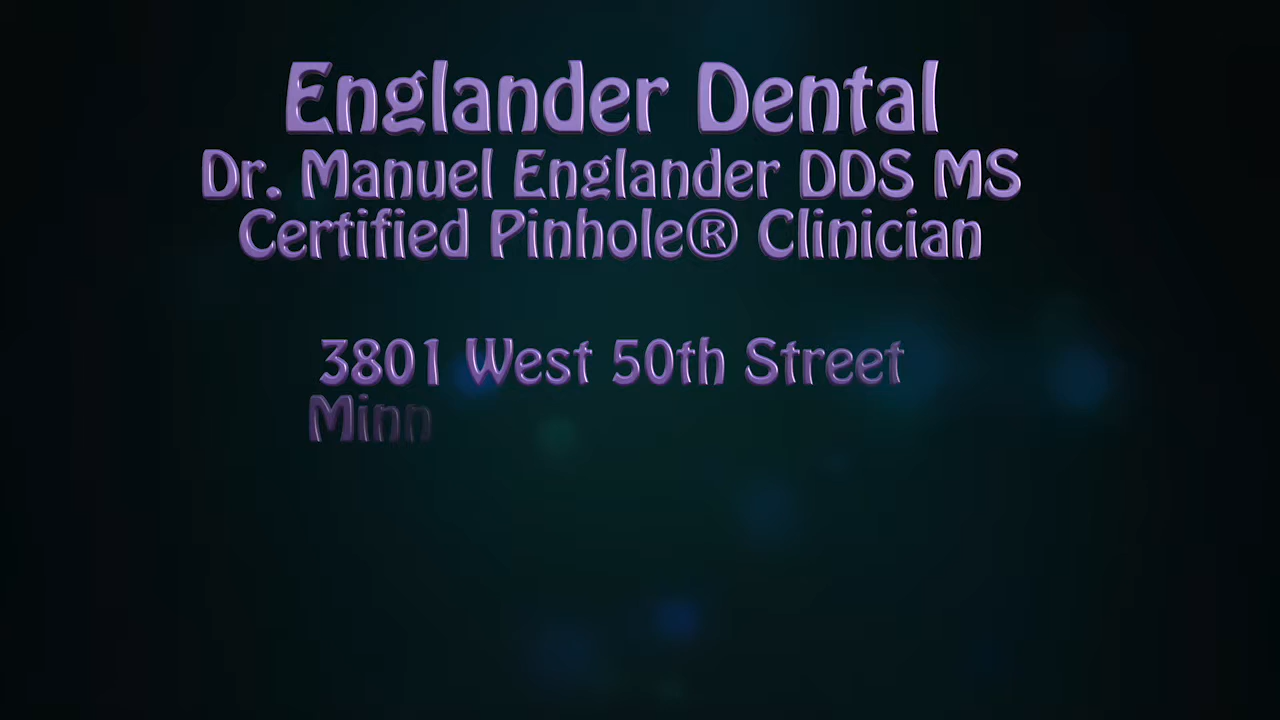 Englander Dental
Dr. Manuel Englander DDS MS
Certified Pinhole® Clinician
3801 West 50th Street
Minn